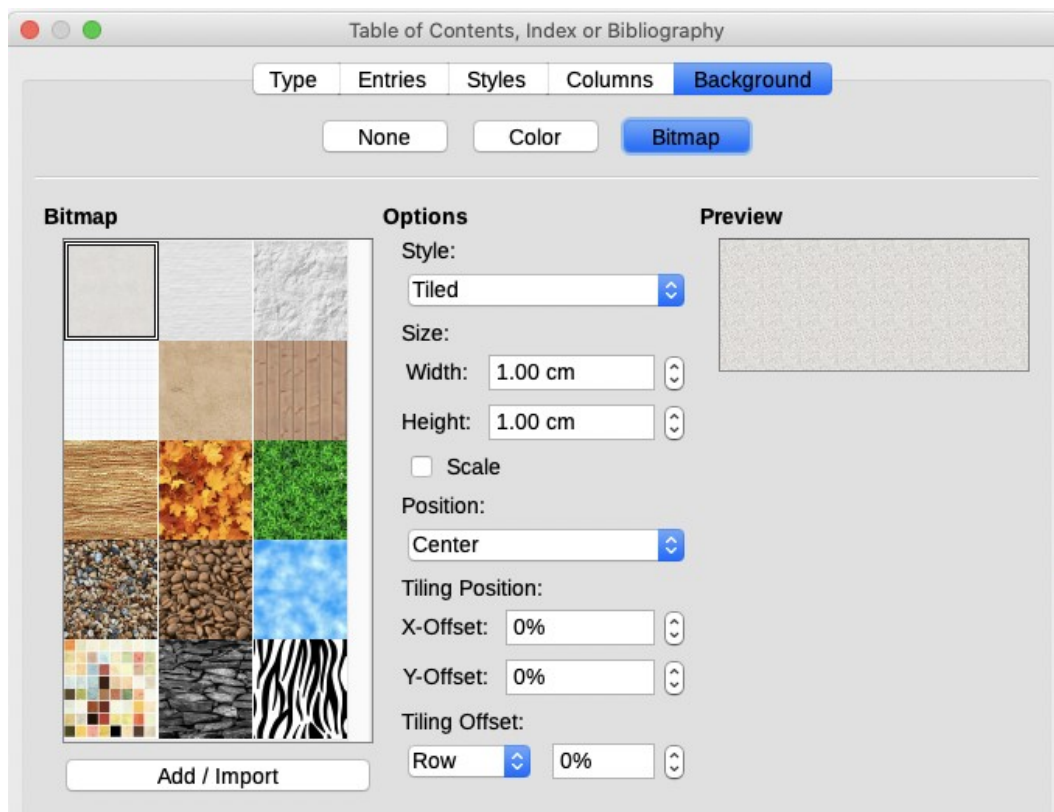 Table of Contents, Index or Bibliography
Type Entries Styles Columns Background
None Color Bitmap
Bitmap
Add / Import
Options
Style:
Tiled
Size:
Width: 1.00 cm
Height: 1.00 cm
Scale
Position:
Center
Tiling Position:
X-Offset: 0%
Y-Offset: 0%
Tiling Offset:
Row 0%
Preview